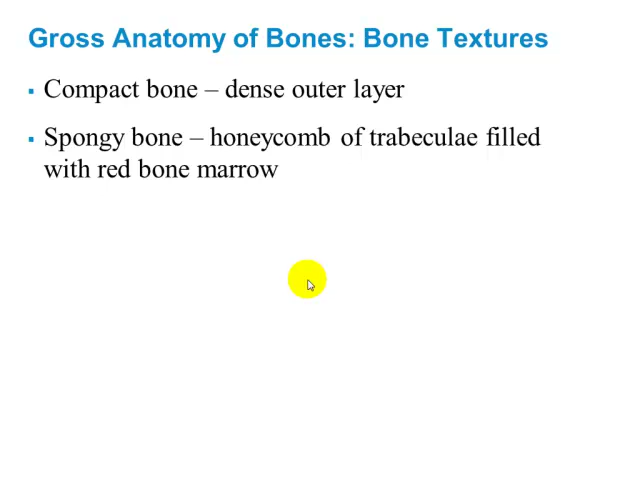 Gross Anatomy of Bones: Bone Textures
▪ Compact bone – dense outer layer
▪ Spongy bone – honeycomb of trabeculae filled
with red bone marrow